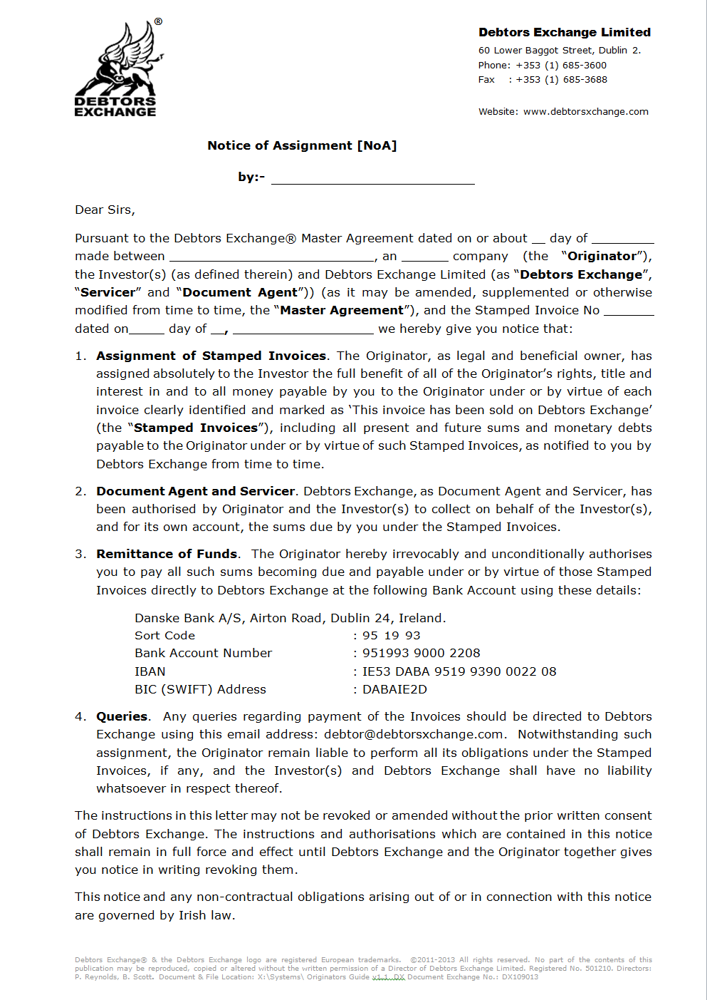 ®
DEBTORS
EXCHANGE
Debtors Exchange Limited
60 Lower Baggot Street, Dublin 2.
Phone: +353 (1) 685-3600
Fax : +353 (1) 685-3688
Website: www.debtorsxchange.com
Notice of Assignment [NoA]
by:- ______________________________
Dear Sirs,
Pursuant to the Debtors Exchange® Master Agreement dated on or about __ day of _________
made between ______________________________, an _______ company (the “Originator”),
the Investor(s) (as defined therein) and Debtors Exchange Limited (as “Debtors Exchange”,
“Servicer” and “Document Agent”)) (as it may be amended, supplemented or otherwise
modified from time to time, the “Master Agreement”), and the Stamped Invoice No _______
dated on_____ day of __, ____________________ we hereby give you notice that:
1. Assignment of Stamped Invoices. The Originator, as legal and beneficial owner, has
assigned absolutely to the Investor the full benefit of all of the Originator’s rights, title and
interest in and to all money payable by you to the Originator under or by virtue of each
invoice clearly identified and marked as ‘This invoice has been sold on Debtors Exchange’
(the “Stamped Invoices”), including all present and future sums and monetary debts
payable to the Originator under or by virtue of such Stamped Invoices, as notified to you by
Debtors Exchange from time to time.
2. Document Agent and Servicer. Debtors Exchange, as Document Agent and Servicer, has
been authorised by Originator and the Investor(s) to collect on behalf of the Investor(s),
and for its own account, the sums due by you under the Stamped Invoices.
3. Remittance of Funds. The Originator hereby irrevocably and unconditionally authorises
you to pay all such sums becoming due and payable under or by virtue of those Stamped
Invoices directly to Debtors Exchange at the following Bank Account using these details:
Danske Bank A/S, Airton Road, Dublin 24, Ireland.
Sort Code : 95 19 93
Bank Account Number : 951993 9000 2208
IBAN : IE53 DABA 9519 9390 0022 08
BIC (SWIFT) Address : DABAIE2D
4. Queries. Any queries regarding payment of the Invoices should be directed to Debtors
Exchange using this email address: debtor@debtorsxchange.com. Notwithstanding such
assignment, the Originator remain liable to perform all its obligations under the Stamped
Invoices, if any, and the Investor(s) and Debtors Exchange shall have no liability
whatsoever in respect thereof.
The instructions in this letter may not be revoked or amended without the prior written consent
of Debtors Exchange. The instructions and authorisations which are contained in this notice
shall remain in full force and effect until Debtors Exchange and the Originator together gives
you notice in writing revoking them.
This notice and any non-contractual obligations arising out of or in connection with this notice
are governed by Irish law.
Debtors Exchange® & the Debtors Exchange logo are registered European trademarks. ©2011-2013 All rights reserved. No part of the contents of this
publication may be reproduced, copied or altered without the written permission of a Director of Debtors Exchange Limited. Registered No. 501210. Directors:
P. Reynolds, B. Scott. Document & File Location: X:\Systems\ Originators Guide v1.1. DX Document Exchange No.: DX109013